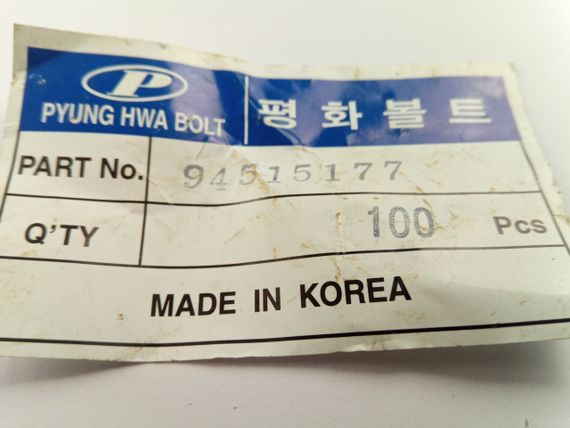 P
PYUNG HWA BOLT
평화볼트
PART No. 94515177
Q'TY 100 Pcs
MADE IN KOREA